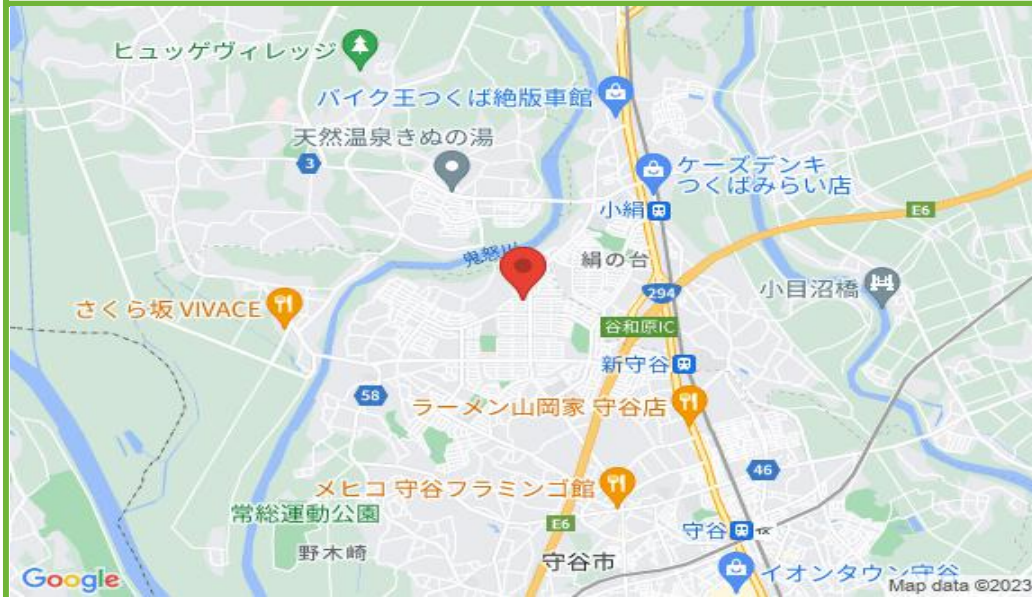 ヒュッゲヴィレッジ
バイク王つくば絶版車館
天然温泉きぬの湯
3
ケーズデンキ
つくばみらい店
小絹
E6
鬼怒川
絹の台
294
小目沼橋
さくら坂 VIVACE
谷和原IC
新守谷
58
ラーメン山岡家 守谷店
46
メヒコ 守谷フラミンゴ館
常総運動公園
E6
野木崎
守谷
守谷市
イオンタウン守谷
Google
Map data ©2023